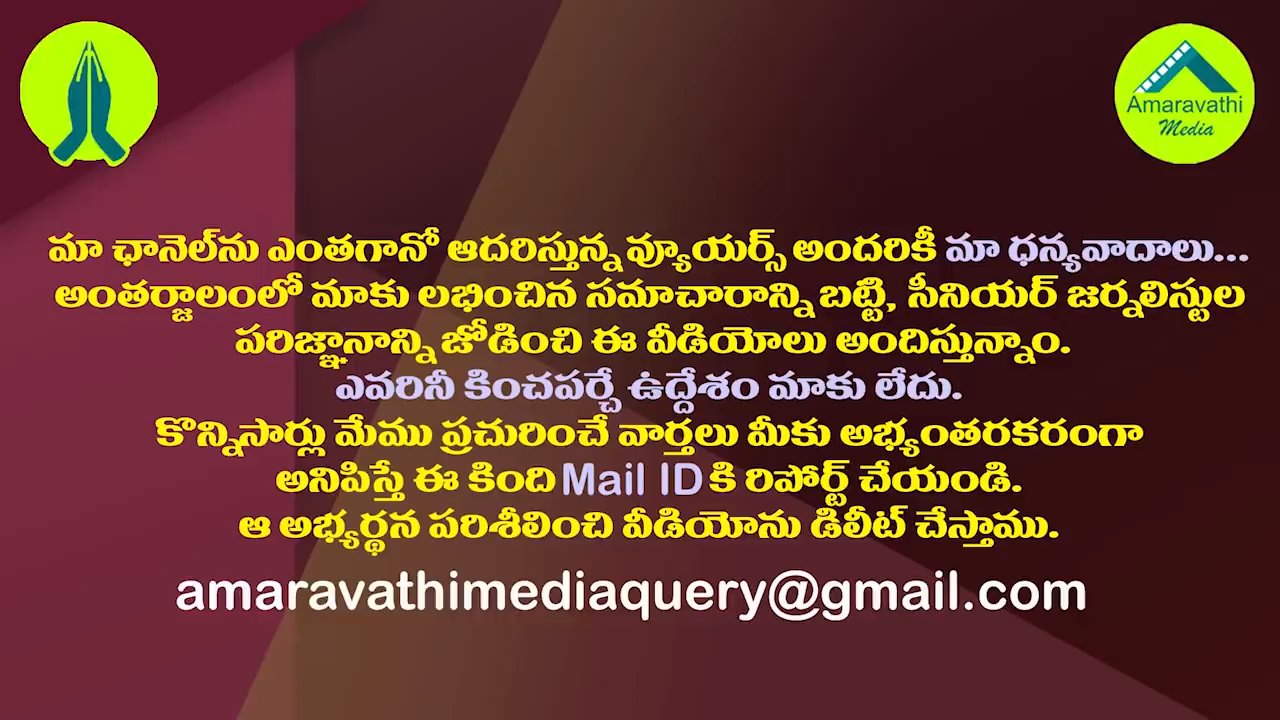 Amaravathi
Media
మా ఛానెల్‌ను ఎంతగానో ఆదరిస్తున్న వ్యూయర్స్ అందరికీ మా ధన్యవాదాలు...
అంతర్జాలంలో మాకు లభించిన సమాచారాన్ని బట్టి, సీనియర్ జర్నలిస్టుల
పరిజ్ఞానాన్ని జోడించి ఈ వీడియోలు అందిస్తున్నాం.
ఎవరినీ కించపర్చే ఉద్దేశం మాకు లేదు.
కొన్నిసార్లు మేము ప్రచురించే వార్తలు మీకు అభ్యంతరకరంగా
అనిపిస్తే ఈ కింది Mail ID కి రిపోర్ట్ చేయండి.
ఆ అభ్యర్థన పరిశీలించి వీడియోను డిలీట్ చేస్తాము.
amaravathimediaquery@gmail.com